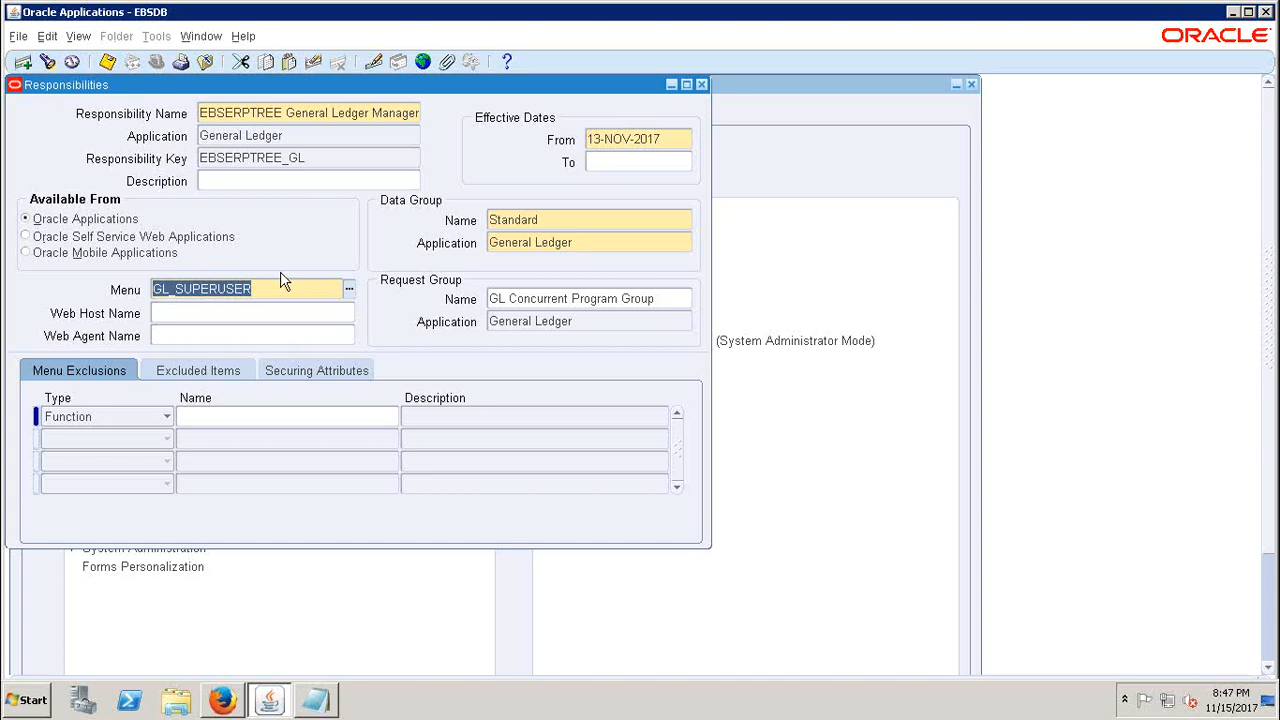 Oracle Applications - EBSDB
File Edit View Folder Tools Window Help
ORACLE
Responsibilities
Responsibility Name EBSERPTREE General Ledger Manager
Application General Ledger
Responsibility Key EBSERPTREE_GL
Description
Effective Dates
From 13-NOV-2017
To
Available From
Oracle Applications
Oracle Self Service Web Applications
Oracle Mobile Applications
Data Group
Name Standard
Application General Ledger
Menu GL_SUPERUSER
Web Host Name
Web Agent Name
Request Group
Name GL Concurrent Program Group
Application General Ledger
(System Administrator Mode)
Menu Exclusions Excluded Items Securing Attributes
Type Name Description
Function
System Administration
Forms Personalization
Start
8:47 PM
11/15/2017